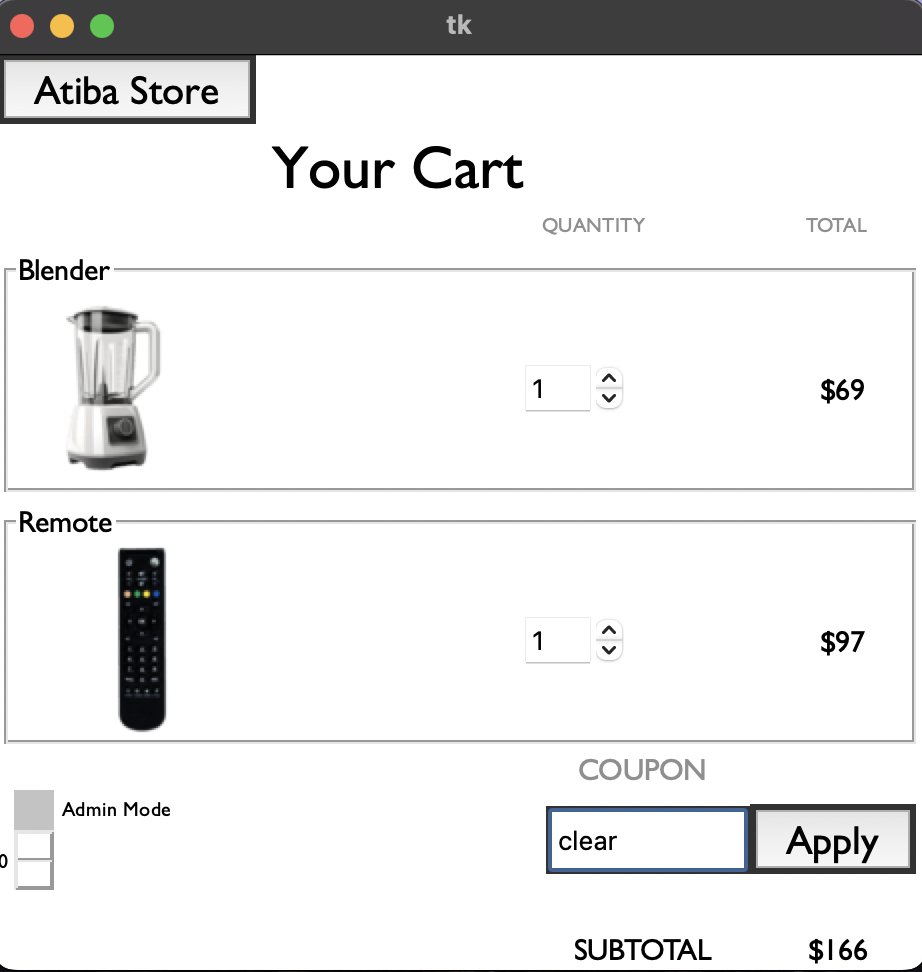 tk
Atiba Store
Your Cart
QUANTITY TOTAL
Blender
1 $69
Remote
1 $97
COUPON
Admin Mode
0
clear Apply
SUBTOTAL $166